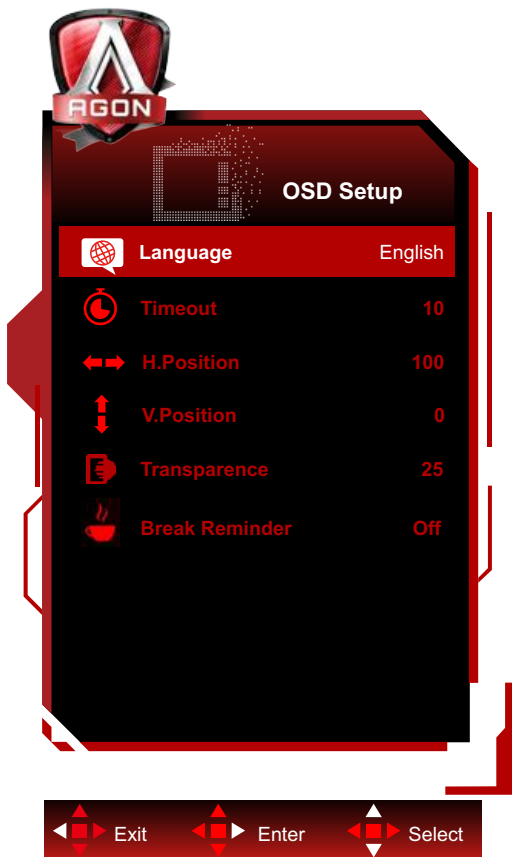 AGON
OSD Setup
Language English
Timeout 10
H.Position 100
V.Position 0
Transparence 25
Break Reminder Off
Exit Enter Select